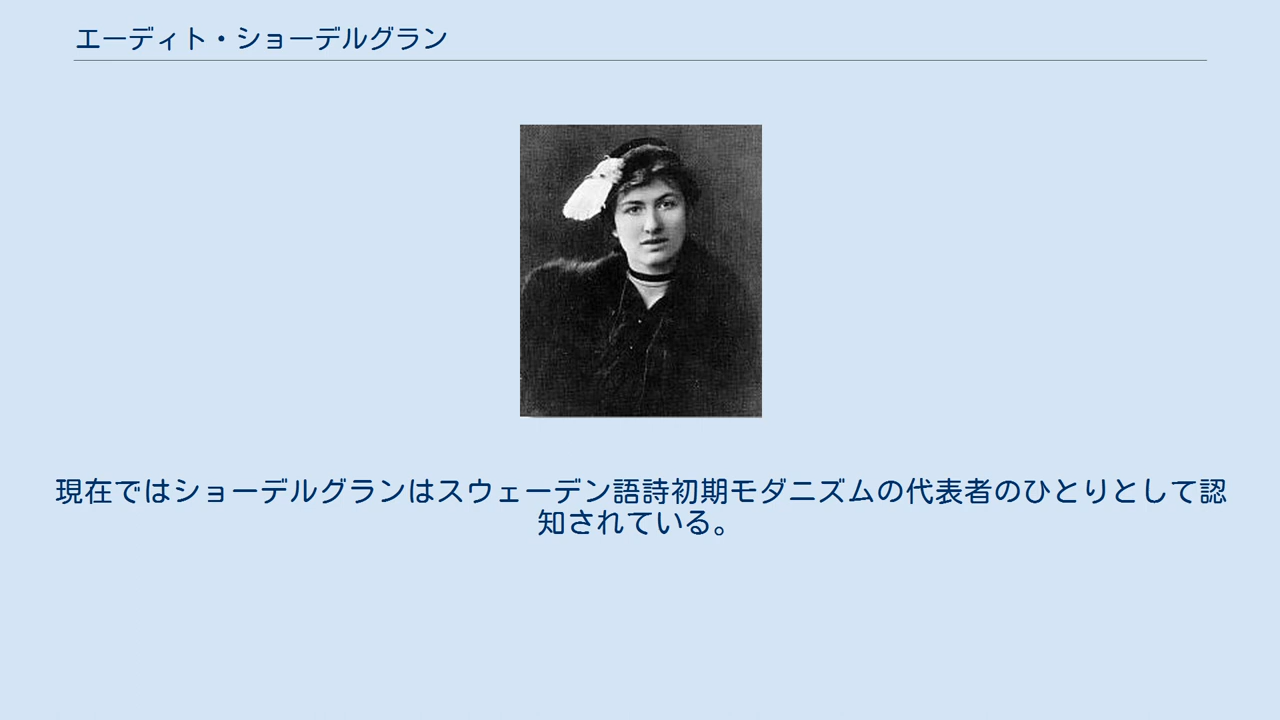 エーディト・ショーデルグラン
現在ではショーデルグランはスウェーデン語詩初期モダニズムの代表者のひとりとして認
知されている。